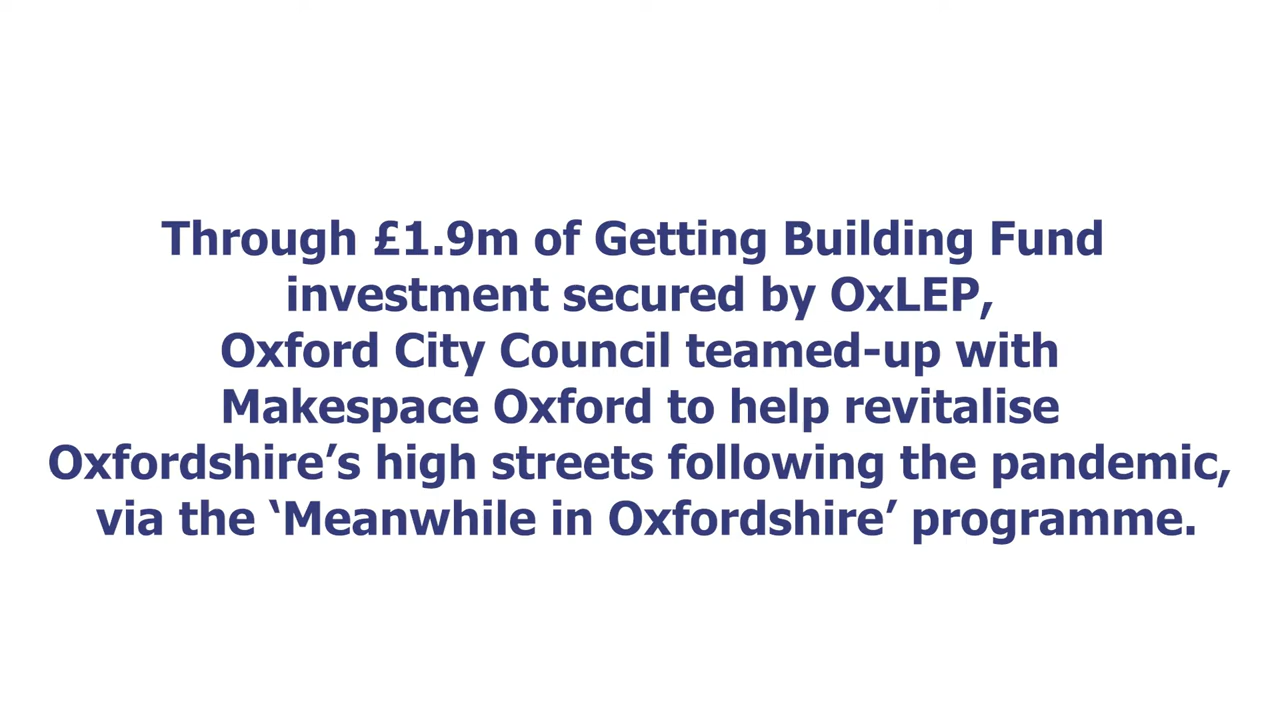 Through £1.9m of Getting Building Fund
investment secured by OxLEP,
Oxford City Council teamed-up with
Makespace Oxford to help revitalise
Oxfordshire’s high streets following the pandemic,
via the ‘Meanwhile in Oxfordshire’ programme.